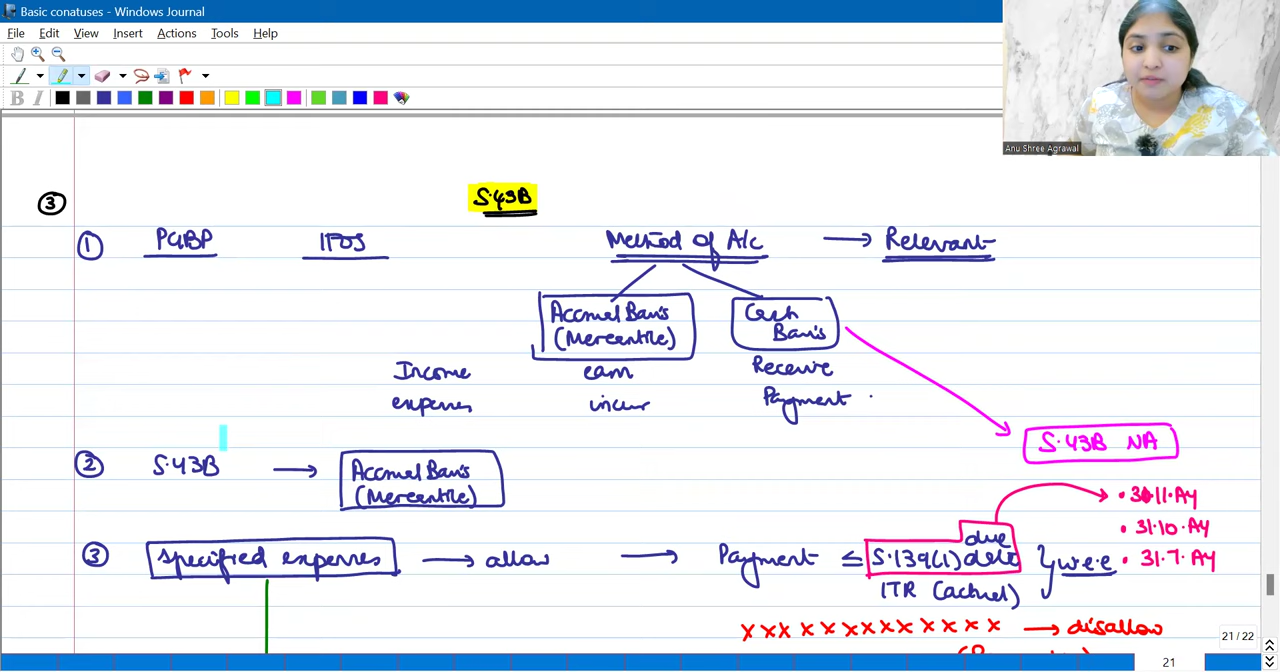 Basic conatuses - Windows Journal
File Edit View Insert Actions Tools Help
B I
Anu Shree Agrawal
③ S.43B
① PGBP IFOS Method of A/c → Relevant
Accrual Basis (Mercantile)
Cash Basis
Income earn Receive
expenses incur Payment
S.43B NA
② S.43B → Accrual Basis (Mercantile)
③ Specified expenses → allow → Payment ≤ S.139(1) due date
ITR (actual)
w.e.e
• 30.11.AY
• 31.10.AY
• 31.7.AY
xxx xxxxxxxxxx → disallow
21 / 22
21